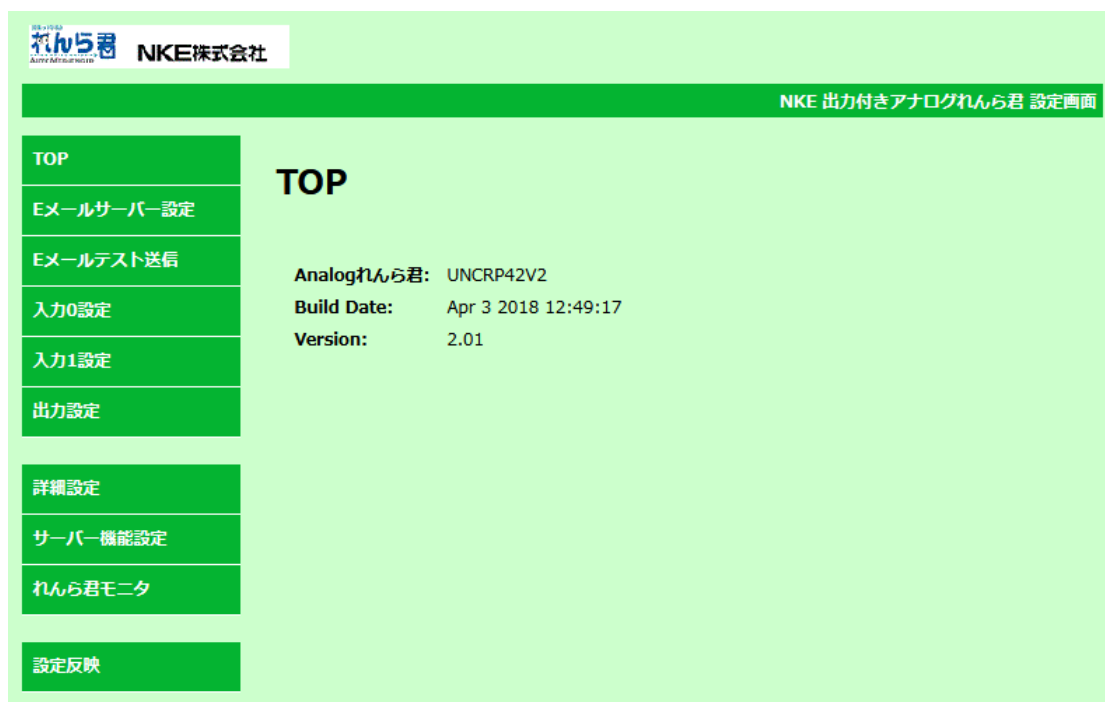 れんら君
NKE株式会社
NKE 出力付きアナログれんら君 設定画面
TOP
Eメールサーバー設定
Eメールテスト送信
入力0設定
入力1設定
出力設定
詳細設定
サーバー機能設定
れんら君モニタ
設定反映
TOP
Analogれんら君: UNCRP42V2
Build Date: Apr 3 2018 12:49:17
Version: 2.01